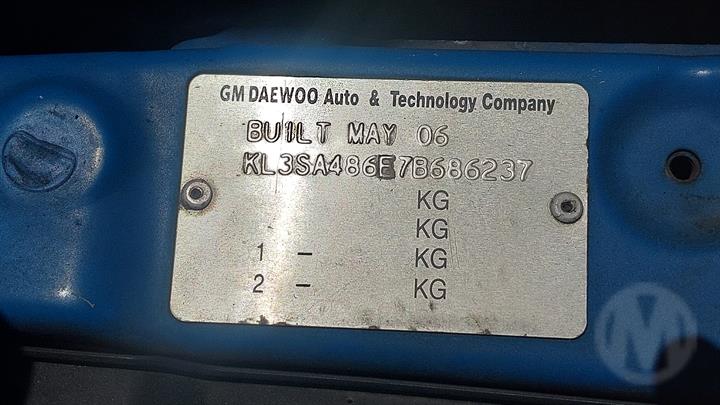 GM DAEWOO Auto & Technology Company
BUILT MAY 06
KL3SA486E7B686237
KG
KG
1 - KG
2 - KG
M